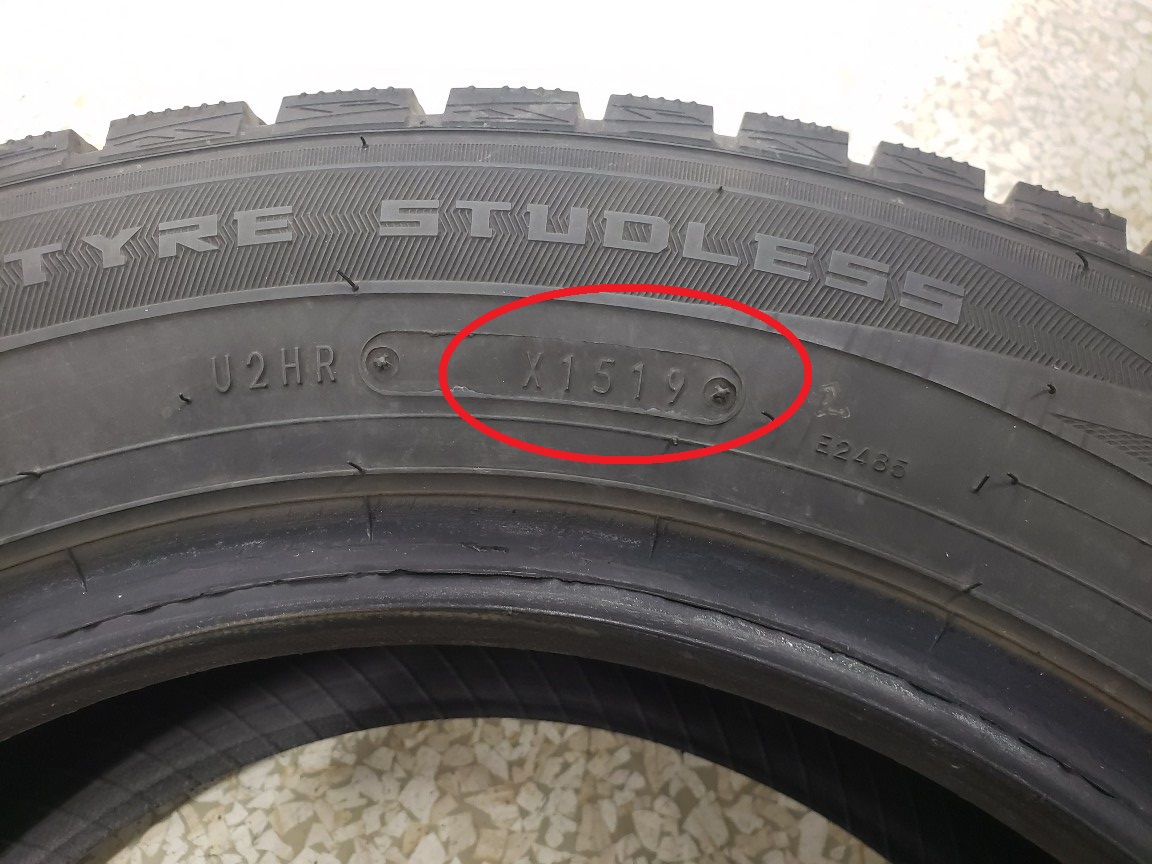 TYRE STUDLESS
U2HR X1519
E2485